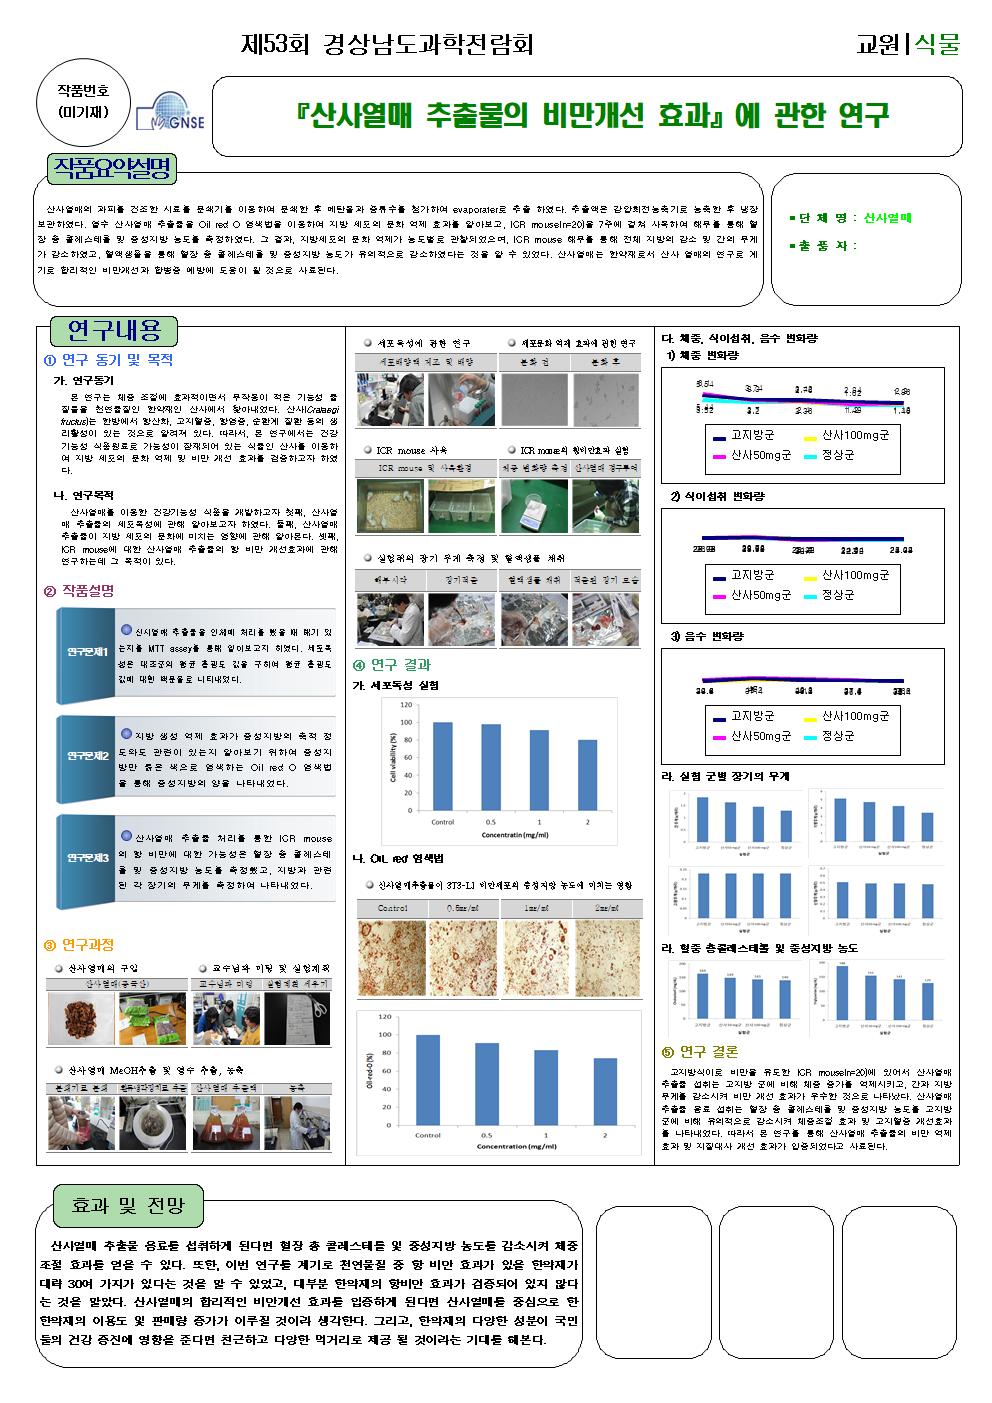 제53회 경상남도과학전람회
교원|식물
작품번호
(미기재)
GNSE
『산사열매 추출물의 비만개선 효과』에 관한 연구
작품요약설명
산사열매의 과피를 건조한 시료를 분쇄기를 이용하여 분쇄한 후 메탄올과 증류수를 첨가하여 evaporater로 추출 하였다. 추출액은 감압회전농축기로 농축한 후 냉장
보관하였다. 열수 산사열매 추출물을 Oil red O 염색법을 이용하여 지방 세포의 분화 억제 효과를 알아보고, ICR mouse(n=20)을 7주에 걸쳐 사육하여 해부를 통해 혈
장 중 콜레스테롤 및 중성지방 농도를 측정하였다. 그 결과, 지방세포의 분화 억제가 농도별로 관찰되었으며, ICR mouse 해부를 통해 전체 지방의 감소 및 간의 무게
가 감소하였고, 혈액샘플을 통해 혈장 중 콜레스테롤 및 중성지방 농도가 유의적으로 감소하였다는 것을 알 수 있었다. 산사열매는 한약재로서 산사 열매의 연구로 계
기로 합리적인 비만개선과 합병증 예방에 도움이 될 것으로 사료된다.
▪단 체 명 : 산사열매
▪출 품 자 :
연구내용
① 연구 동기 및 목적
가. 연구동기
본 연구는 체중 조절에 효과적이면서 부작용이 적은 기능성 물
질들을 천연물질인 한약재인 산사에서 찾아내었다. 산사(Crataegi
fructus)는 한방에서 항산화, 고지혈증, 항염증, 순환계 질환 등의 생
리활성이 있는 것으로 알려져 있다. 따라서, 본 연구에서는 건강
기능성 식품원료로 가능성이 잠재되어 있는 식품인 산사를 이용하
여 지방 세포의 분화 억제 및 비만 개선 효과를 검증하고자 하였
다.
나. 연구목적
산사열매를 이용한 건강기능성 식품을 개발하고자 첫째, 산사열
매 추출물의 세포독성에 관해 알아보고자 하였다. 둘째, 산사열매
추출물이 지방 세포의 분화에 미치는 영향에 관해 알아본다. 셋째,
ICR mouse에 대한 산사열매 추출물의 항 비만 개선효과에 관해
연구하는데 그 목적이 있다.
② 작품설명
연구문제1
산사열매 추출물을 인체에 처리를 했을 때 해가 있
는지를 MTT assey를 통해 알아보고자 하였다. 세포독
성은 대조군의 평균 흡광도 값을 구하여 평균 흡광도
값에 대한 백분율로 나타내었다.
연구문제2
지방 생성 억제 효과가 중성지방의 축적 정
도와도 관련이 있는지 알아보기 위하여 중성지
방만 붉은 색으로 염색하는 Oil red O 염색법
을 통해 중성지방의 양을 나타내었다.
연구문제3
산사열매 추출물 처리를 통한 ICR mouse
의 항 비만에 대한 가능성은 혈장 중 콜레스테
롤 및 중성지방 농도를 측정했고, 지방과 관련
된 각 장기의 무게를 측정하여 나타내었다.
③ 연구과정
산사열매의 구입
교수님과 미팅 및 실험계획
산사열매(중국산)
교수님과 미팅
실험계획 세우기
산사열매 MeOH추출 및 열수 추출, 농축
분쇄기로 분쇄
산사열매 추출액
농축
세포독성에 관한 연구
세포분화 억제 효과에 관한 연구
세포배양액 제조 및 배양
분화 전
분화 후
ICR mouse 사육
ICR mouse의 항비만효과 실험
ICR mouse 및 사육환경
체중 변화량 측정
산사열매 경구투여
실험쥐의 장기 무게 측정 및 혈액샘플 채취
해부시작
장기적출
혈액샘플 채취
적출된 장기 모습
④ 연구 결과
가. 세포독성 실험
120
100
80
60
40
20
0
Cell viability(%)
Control 0.5 1 2
Concentratin (mg/ml)
나. OiL red 염색법
산사열매추출물이 3T3-L1 비만세포의 중성지방 농도에 미치는 영향
Control 0.5mg/ml 1mg/ml 2mg/ml
120
100
80
60
40
20
0
Oil-red-O(%)
Control 0.5 1 2
Concentration (mg/ml)
다. 체중, 식이섭취, 음수 변화량
1) 체중 변화량
고지방군 산사100mg군
산사50mg군 정상군
2) 식이섭취 변화량
고지방군 산사100mg군
산사50mg군 정상군
3) 음수 변화량
고지방군 산사100mg군
산사50mg군 정상군
라. 실험 군별 장기의 무게
라. 혈중 총콜레스테롤 및 중성지방 농도
⑤ 연구 결론
고지방식이로 비만을 유도한 ICR mouse(n=20)에 있어서 산사열매
추출물 섭취는 고지방 군에 비해 체중 증가를 억제시키고, 간과 지방
무게를 감소시켜 비만 개선 효과가 우수한 것으로 나타났다. 산사열매
추출물 음료 섭취는 혈장 중 콜레스테롤 및 중성지방 농도를 고지방
군에 비해 유의적으로 감소시켜 체중조절 효과 및 고지혈증 개선효과
를 나타내었다. 따라서 본 연구를 통해 산사열매 추출물의 비만 억제
효과 및 지질대사 개선 효과가 입증되었다고 사료된다.
효과 및 전망
산사열매 추출물 음료를 섭취하게 된다면 혈장 총 콜레스테롤 및 중성지방 농도를 감소시켜 체중
조절 효과를 얻을 수 있다. 또한, 이번 연구를 계기로 천연물질 중 항 비만 효과가 있을 한약재가
대략 30여 가지가 있다는 것을 알 수 있었고, 대부분 한약재의 항비만 효과가 검증되어 있지 않다
는 것을 알았다. 산사열매의 합리적인 비만개선 효과를 입증하게 된다면 산사열매를 중심으로 한
한약재의 이용도 및 판매량 증가가 이루질 것이라 생각한다. 그리고, 한약재의 다양한 성분이 국민
들의 건강 증진에 영향을 준다면 친근하고 다양한 먹거리로 제공 될 것이라는 기대를 해본다.